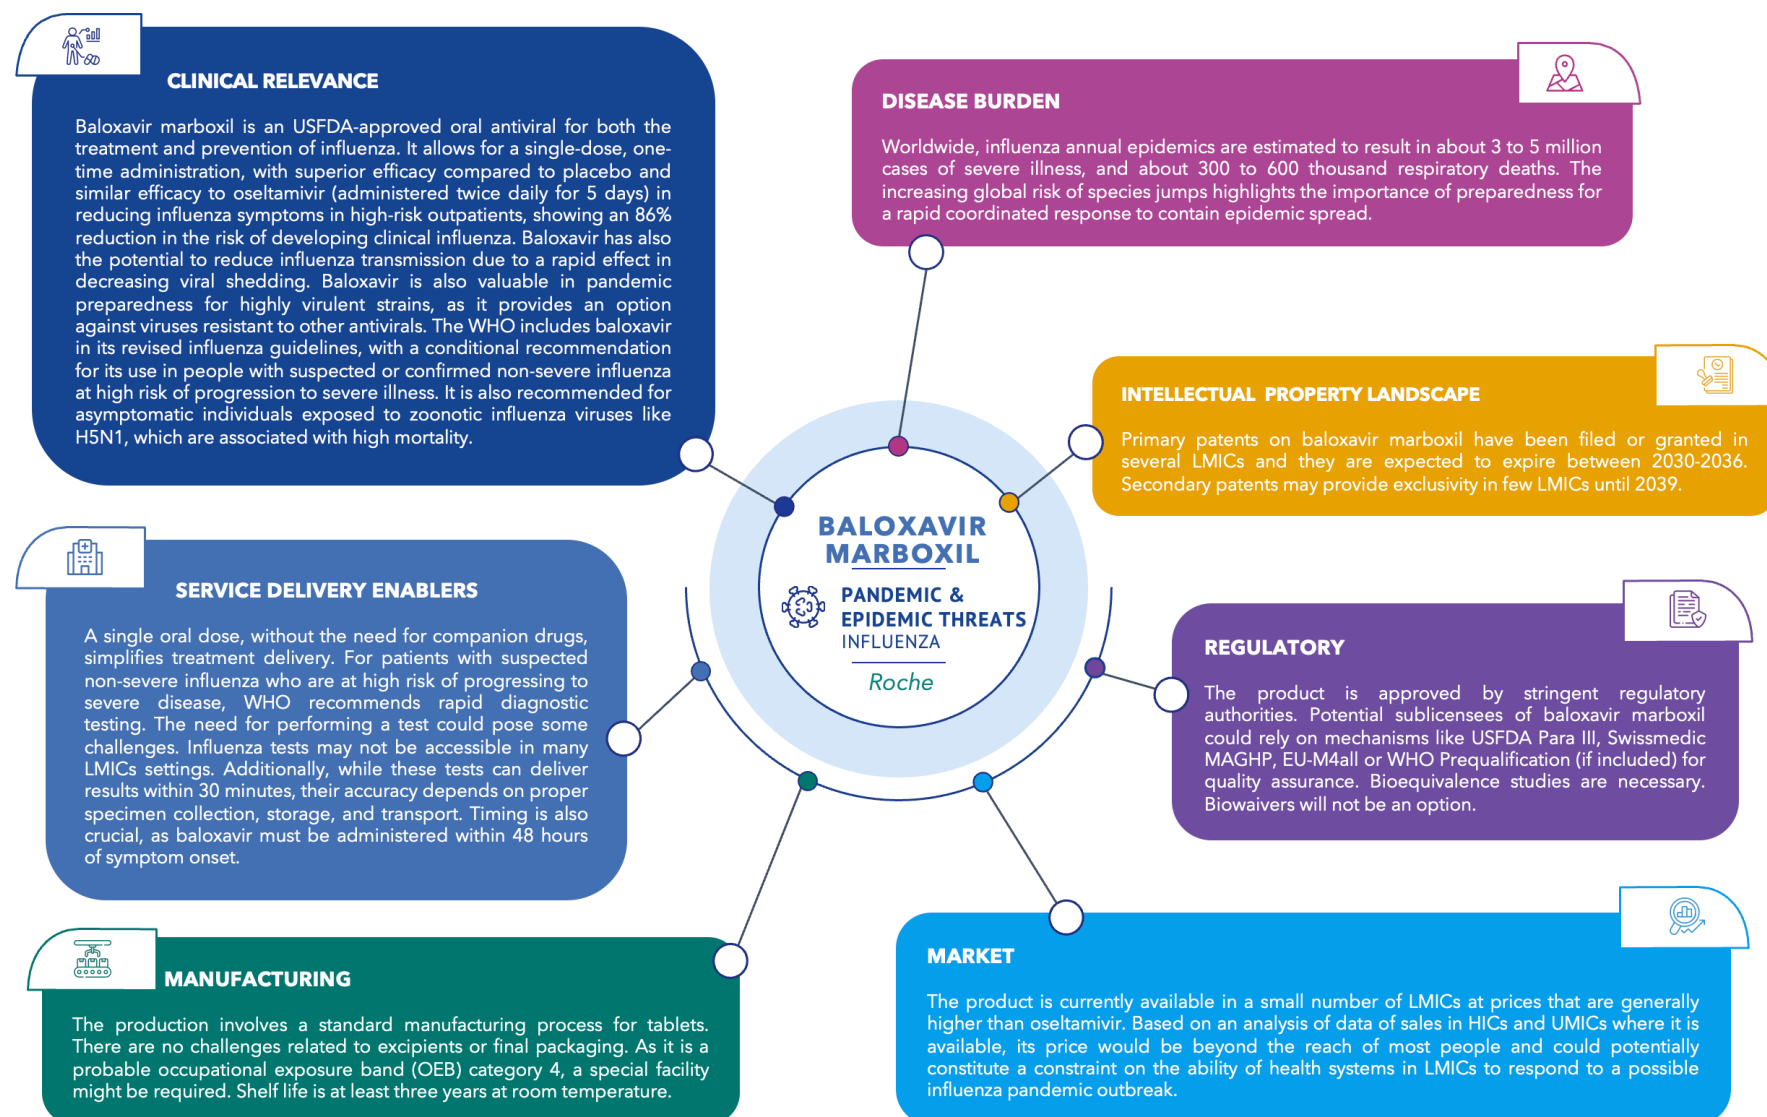 CLINICAL RELEVANCE
Baloxavir marboxil is an USFDA-approved oral antiviral for both the
treatment and prevention of influenza. It allows for a single-dose, one-
time administration, with superior efficacy compared to placebo and
similar efficacy to oseltamivir (administered twice daily for 5 days) in
reducing influenza symptoms in high-risk outpatients, showing an 86%
reduction in the risk of developing clinical influenza. Baloxavir has also
the potential to reduce influenza transmission due to a rapid effect in
decreasing viral shedding. Baloxavir is also valuable in pandemic
preparedness for highly virulent strains, as it provides an option
against viruses resistant to other antivirals. The WHO includes baloxavir
in its revised influenza guidelines, with a conditional recommendation
for its use in people with suspected or confirmed non-severe influenza
at high risk of progression to severe illness. It is also recommended for
asymptomatic individuals exposed to zoonotic influenza viruses like
H5N1, which are associated with high mortality.
DISEASE BURDEN
Worldwide, influenza annual epidemics are estimated to result in about 3 to 5 million
cases of severe illness, and about 300 to 600 thousand respiratory deaths. The
increasing global risk of species jumps highlights the importance of preparedness for
a rapid coordinated response to contain epidemic spread.
INTELLECTUAL PROPERTY LANDSCAPE
Primary patents on baloxavir marboxil have been filed or granted in
several LMICs and they are expected to expire between 2030-2036.
Secondary patents may provide exclusivity in few LMICs until 2039.
BALOXAVIR
MARBOXIL
PANDEMIC &
EPIDEMIC THREATS
INFLUENZA
Roche
SERVICE DELIVERY ENABLERS
A single oral dose, without the need for companion drugs,
simplifies treatment delivery. For patients with suspected
non-severe influenza who are at high risk of progressing to
severe disease, WHO recommends rapid diagnostic
testing. The need for performing a test could pose some
challenges. Influenza tests may not be accessible in many
LMICs settings. Additionally, while these tests can deliver
results within 30 minutes, their accuracy depends on proper
specimen collection, storage, and transport. Timing is also
crucial, as baloxavir must be administered within 48 hours
of symptom onset.
REGULATORY
The product is approved by stringent regulatory
authorities. Potential sublicensees of baloxavir marboxil
could rely on mechanisms like USFDA Para III, Swissmedic
MAGHP, EU-M4all or WHO Prequalification (if included) for
quality assurance. Bioequivalence studies are necessary.
Biowaivers will not be an option.
MANUFACTURING
The production involves a standard manufacturing process for tablets.
There are no challenges related to excipients or final packaging. As it is a
probable occupational exposure band (OEB) category 4, a special facility
might be required. Shelf life is at least three years at room temperature.
MARKET
The product is currently available in a small number of LMICs at prices that are generally
higher than oseltamivir. Based on an analysis of data of sales in HICs and UMICs where it is
available, its price would be beyond the reach of most people and could potentially
constitute a constraint on the ability of health systems in LMICs to respond to a possible
influenza pandemic outbreak.